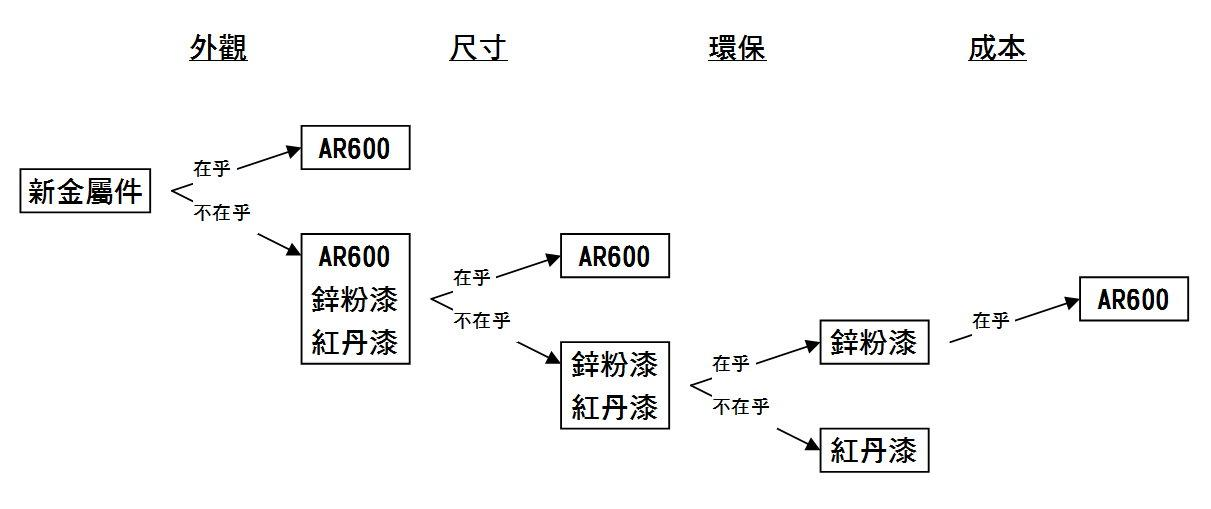 外觀
尺寸
環保
成本
新金屬件
在乎
AR600
不在乎
AR600
鋅粉漆
紅丹漆
在乎
AR600
不在乎
鋅粉漆
紅丹漆
在乎
鋅粉漆
不在乎
紅丹漆
在乎
AR600